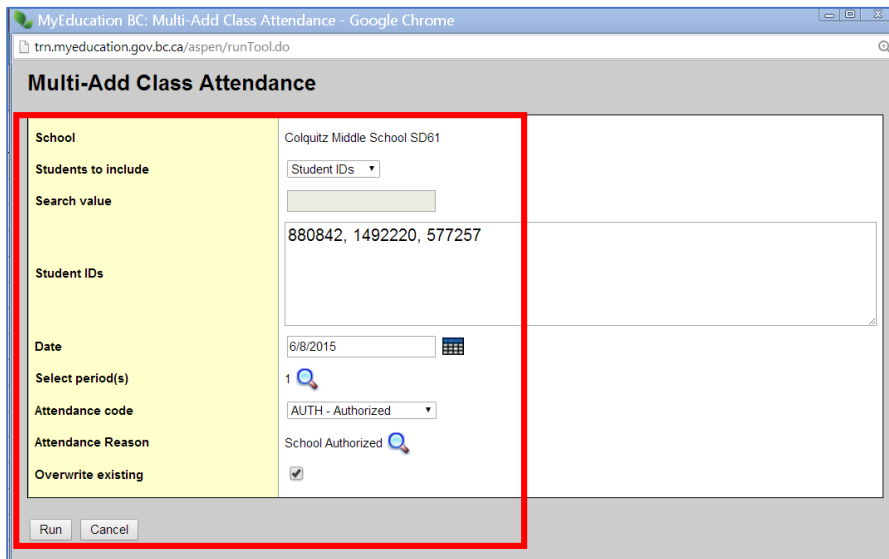 MyEducation BC: Multi-Add Class Attendance - Google Chrome
trn.myeducation.gov.bc.ca/aspen/runTool.do
Multi-Add Class Attendance
School Colquitz Middle School SD61
Students to include Student IDs
Search value
880842, 1492220, 577257
Student IDs
Date 6/8/2015
Select period(s) 1
Attendance code AUTH - Authorized
Attendance Reason School Authorized
Overwrite existing
Run Cancel